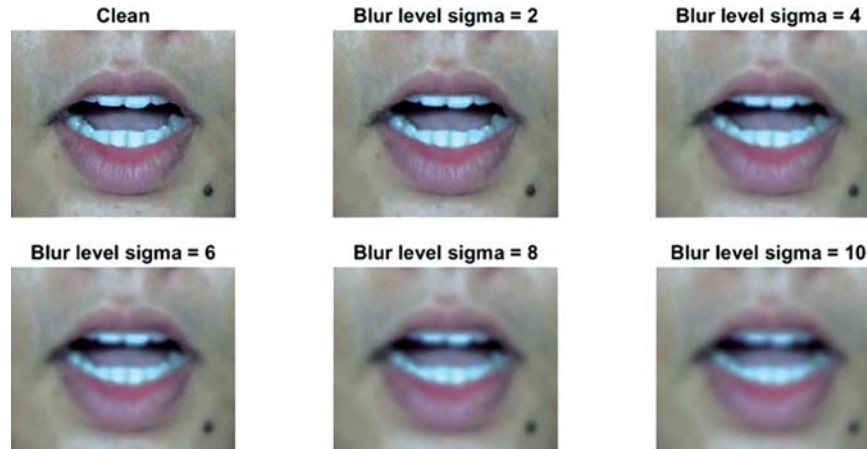 Clean
Blur level sigma = 2
Blur level sigma = 4
Blur level sigma = 6
Blur level sigma = 8
Blur level sigma = 10